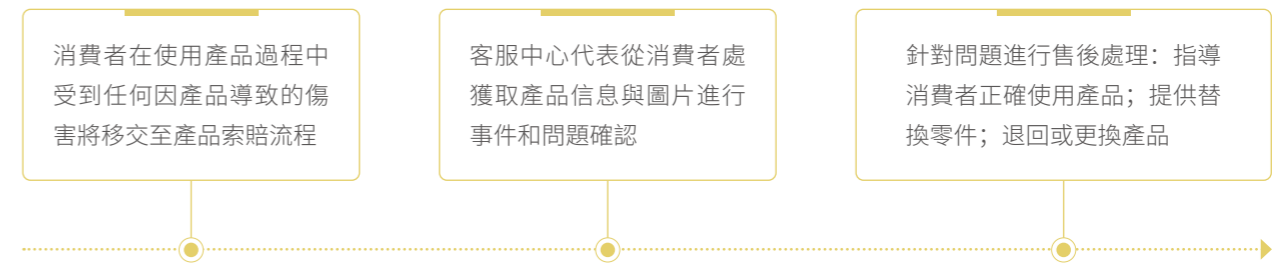 消費者在使用產品過程中
受到任何因產品導致的傷
害將移交至產品索賠流程
客服中心代表從消費者處
獲取產品信息與圖片進行
事件和問題確認
針對問題進行售後處理：指導
消費者正確使用產品；提供替
換零件；退回或更換產品